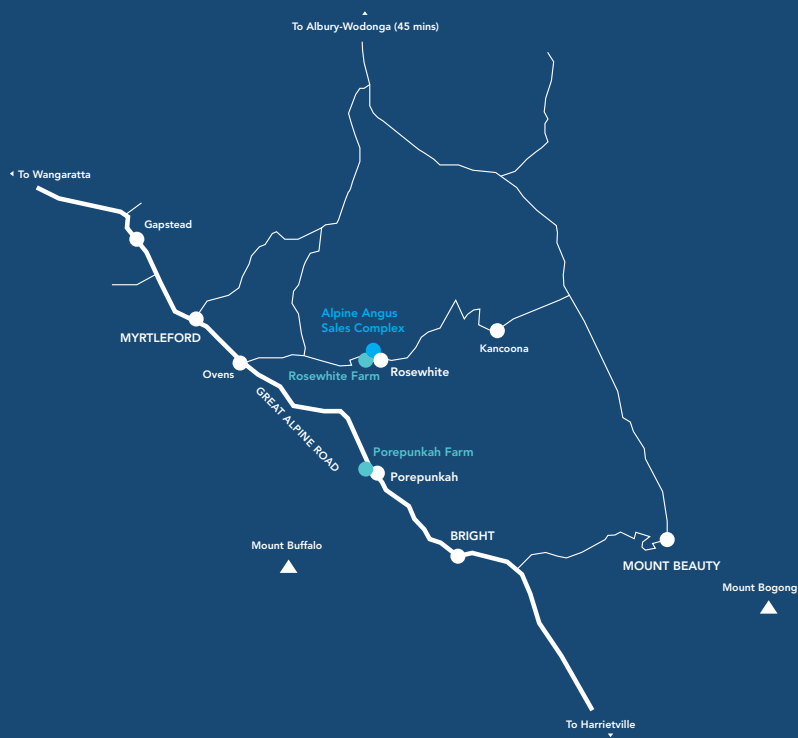 To Albury-Wodonga (45 mins)
To Wangaratta
Gapstead
Alpine Angus
Sales Complex
MYRTLEFORD
Kancoona
Ovens
Rosewhite Farm
Rosewhite
GREAT ALPINE ROAD
Porepunkah Farm
Porepunkah
BRIGHT
Mount Buffalo
MOUNT BEAUTY
Mount Bogong
To Harrietville